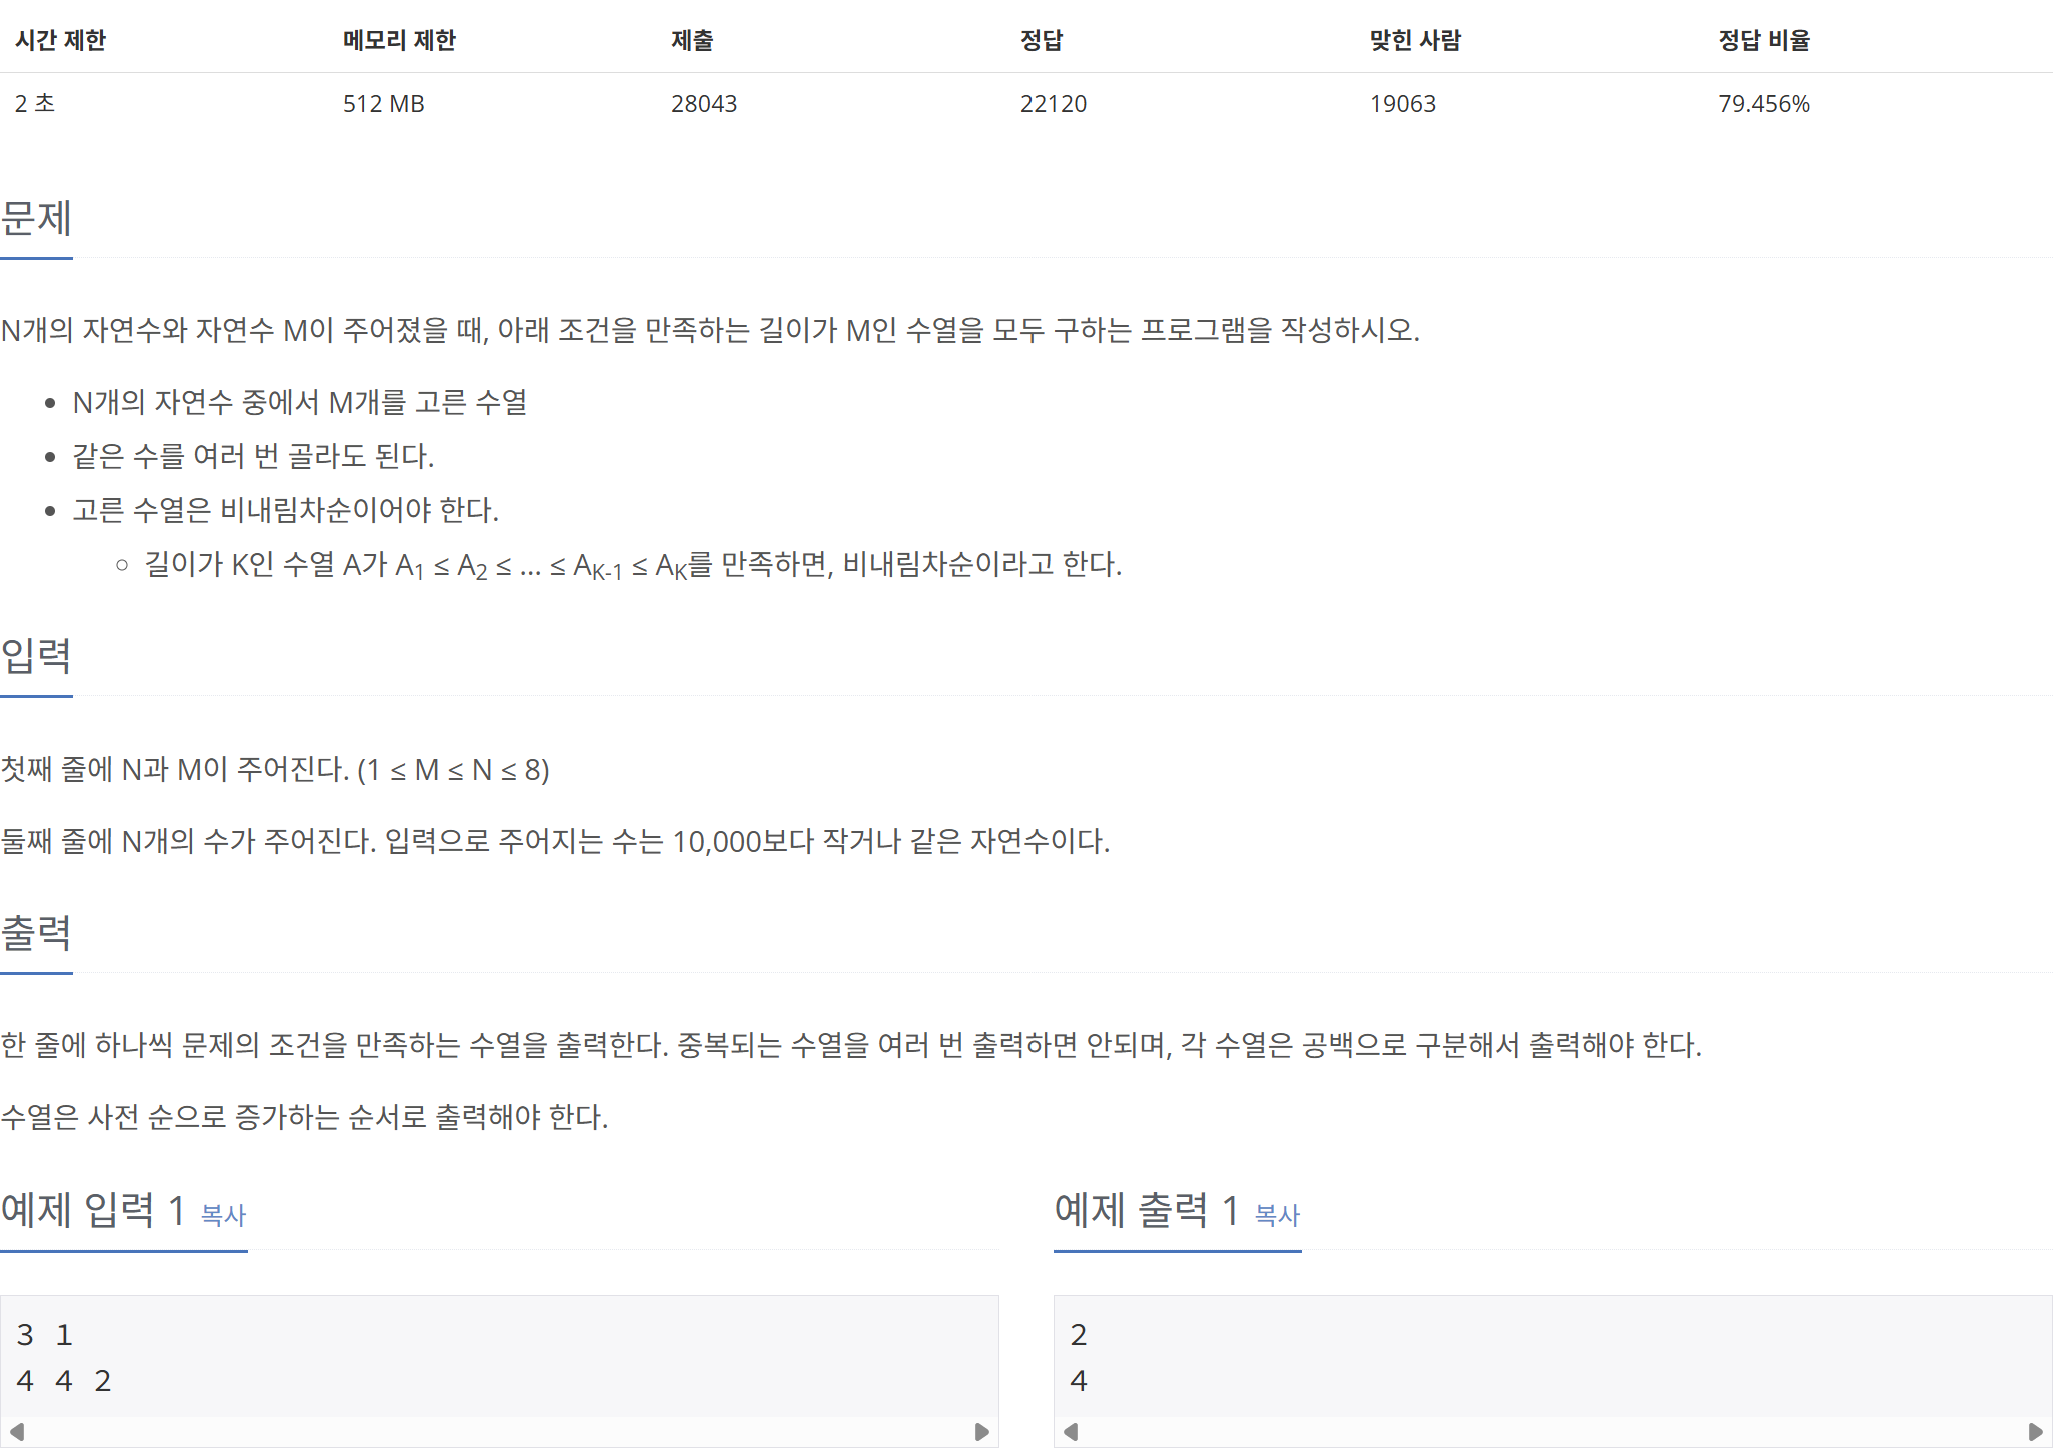 시간 제한 메모리 제한 제출 정답 맞힌 사람 정답 비율
2 초 512 MB 28043 22120 19063 79.456%
문제
N개의 자연수와 자연수 M이 주어졌을 때, 아래 조건을 만족하는 길이가 M인 수열을 모두 구하는 프로그램을 작성하시오.
• N개의 자연수 중에서 M개를 고른 수열
• 같은 수를 여러 번 골라도 된다.
• 고른 수열은 비내림차순이어야 한다.
◦ 길이가 K인 수열 A가 A₁ ≤ A₂ ≤ ... ≤ A_{K-1} ≤ A_K를 만족하면, 비내림차순이라고 한다.
입력
첫째 줄에 N과 M이 주어진다. (1 ≤ M ≤ N ≤ 8)
둘째 줄에 N개의 수가 주어진다. 입력으로 주어지는 수는 10,000보다 작거나 같은 자연수이다.
출력
한 줄에 하나씩 문제의 조건을 만족하는 수열을 출력한다. 중복되는 수열을 여러 번 출력하면 안되며, 각 수열은 공백으로 구분해서 출력해야 한다.
수열은 사전 순으로 증가하는 순서로 출력해야 한다.
예제 입력 1 복사
3 1
4 4 2
예제 출력 1 복사
2
4